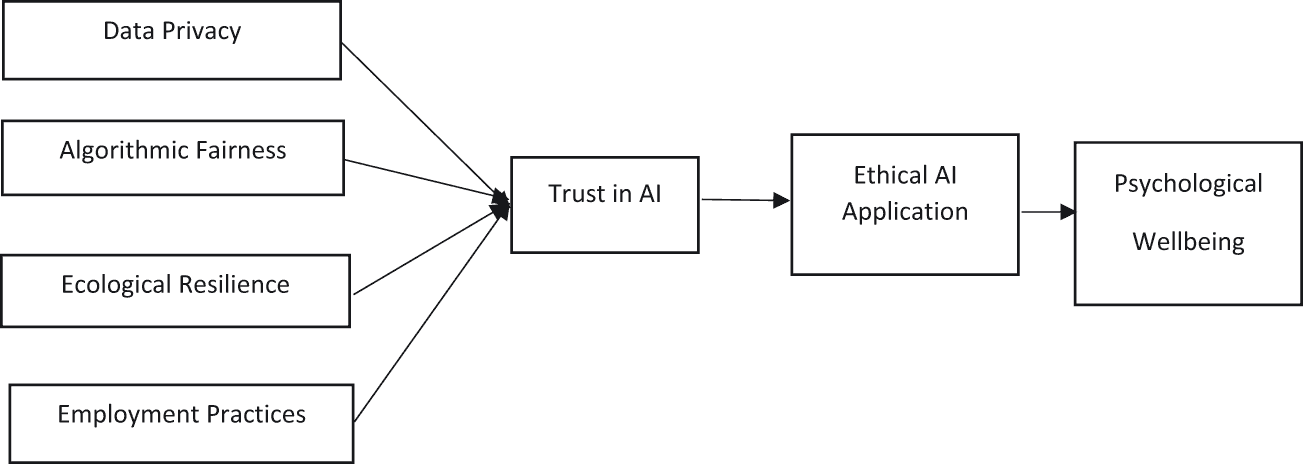 Data Privacy
Algorithmic Fairness
Ecological Resilience
Employment Practices
Trust in AI
Ethical AI
Application
Psychological
Wellbeing